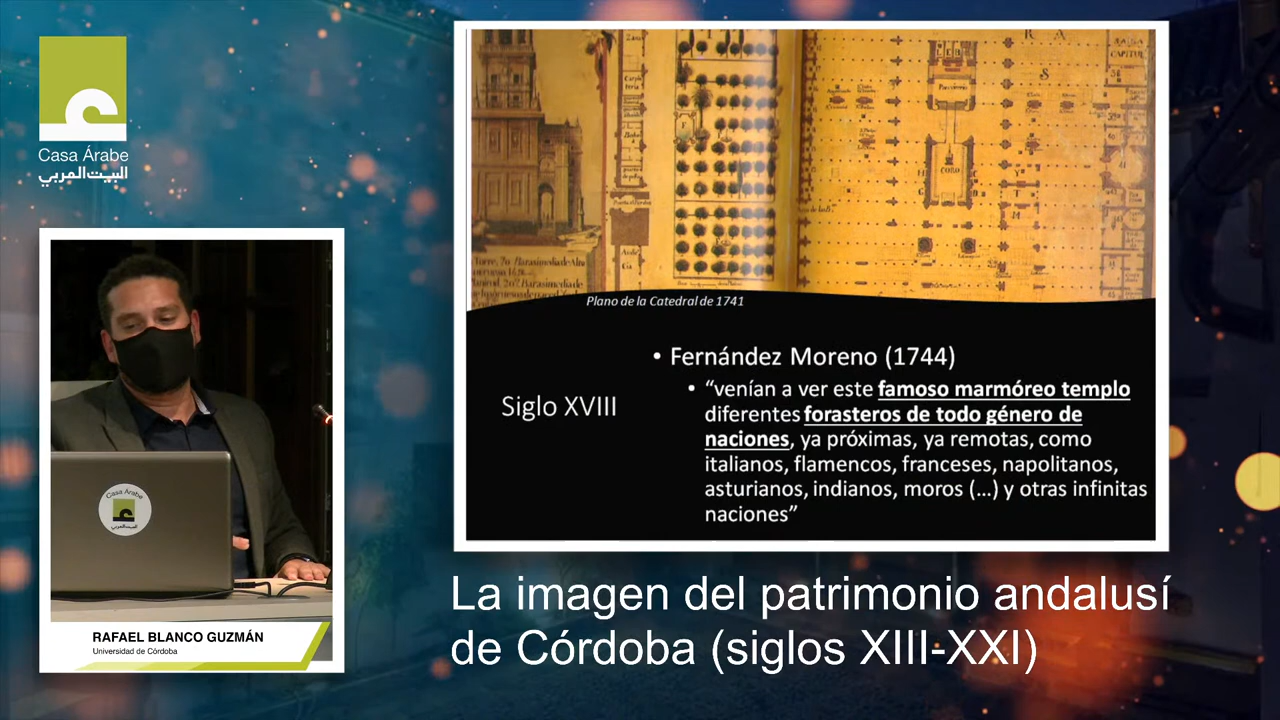 Casa Árabe
البيت العربي
Plano de la Catedral de 1741
Siglo XVIII
• Fernández Moreno (1744)
• “venían a ver este famoso marmóreo templo
diferentes forasteros de todo género de
naciones, ya próximas, ya remotas, como
italianos, flamencos, franceses, napolitanos,
asturianos, indianos, moros (...) y otras infinitas
naciones”
CORO
Casa Árabe
RAFAEL BLANCO GUZMÁN
Universidad de Córdoba
La imagen del patrimonio andalusí
de Córdoba (siglos XIII-XXI)